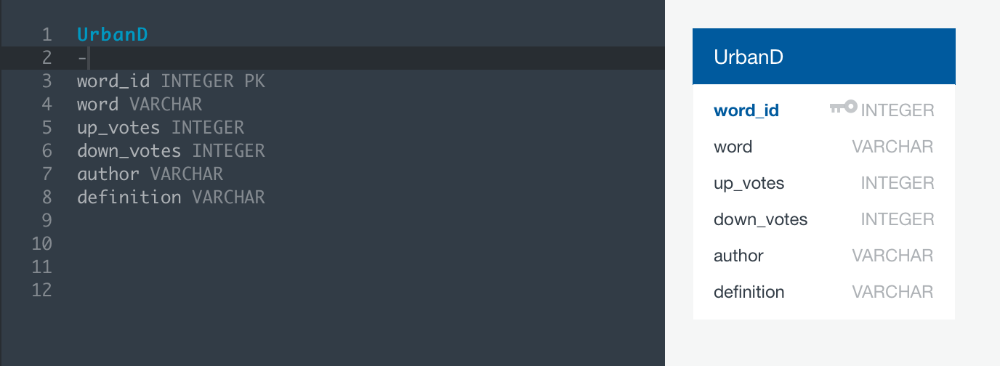 1 UrbanD
2 -
3 word_id INTEGER PK
4 word VARCHAR
5 up_votes INTEGER
6 down_votes INTEGER
7 author VARCHAR
8 definition VARCHAR
9
10
11
12
UrbanD
word_id INTEGER
word VARCHAR
up_votes INTEGER
down_votes INTEGER
author VARCHAR
definition VARCHAR